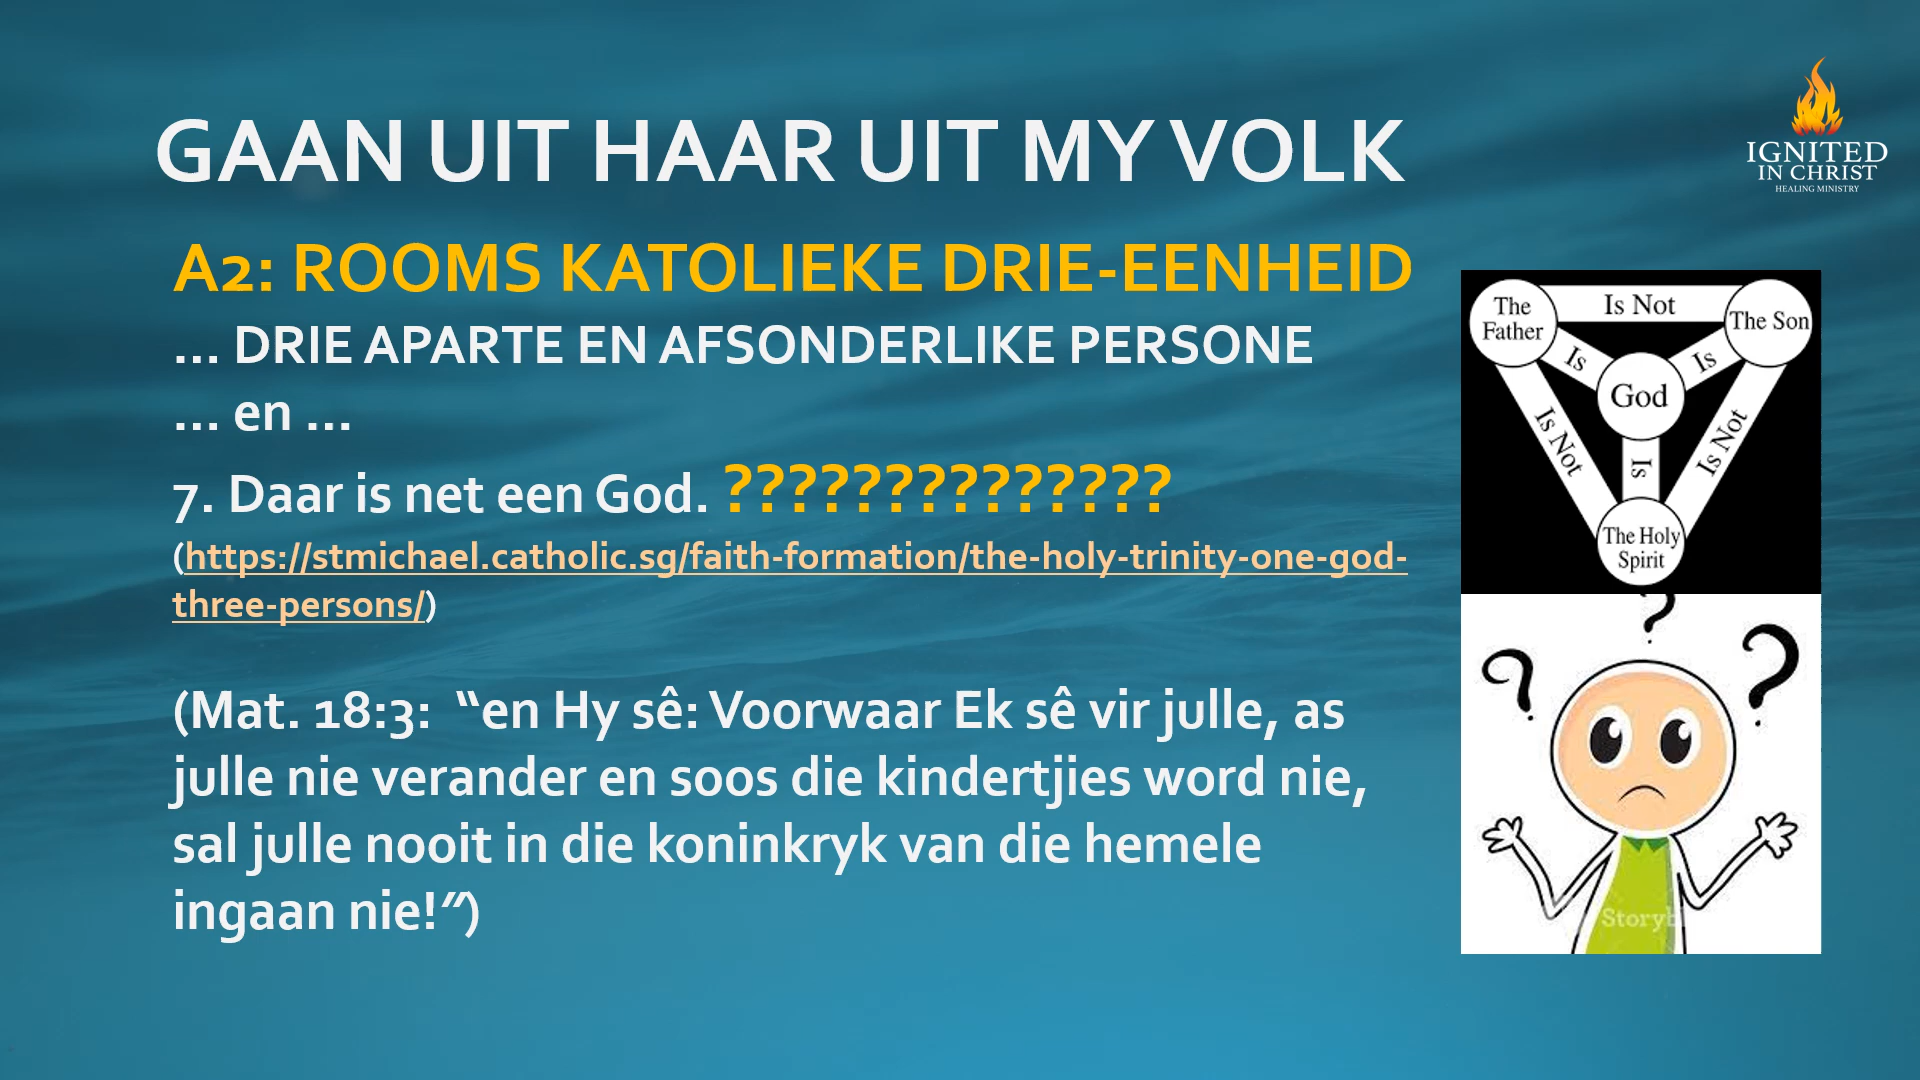 GAAN UIT HAAR UIT MY VOLK
IGNITED
IN CHRIST
HEALING MINISTRY
A2: ROOMS KATOLIEKE DRIE-EENHEID
... DRIE APARTE EN AFSONDERLIKE PERSONE
... en ...
7. Daar is net een God. ??????????????
(https://stmichael.catholic.sg/faith-formation/the-holy-trinity-one-god-
three-persons/)
(Mat. 18:3: “en Hy sê: Voorwaar Ek sê vir julle, as
julle nie verander en soos die kindertjies word nie,
sal julle nooit in die koninkryk van die hemele
ingaan nie!”)
The
Father
Is Not
The Son
Is
Is
God
Is Not
Is
Is Not
The Holy
Spirit
?
?
?